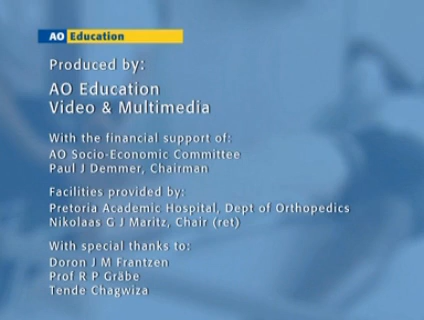 AO Education
Produced by:
AO Education
Video & Multimedia
With the financial support of:
AO Socio-Economic Committee
Paul J Demmer, Chairman
Facilities provided by:
Pretoria Academic Hospital, Dept of Orthopedics
Nikolaas G J Maritz, Chair (ret)
With special thanks to:
Doron J M Frantzen
Prof R P Gräbe
Tende Chagwiza